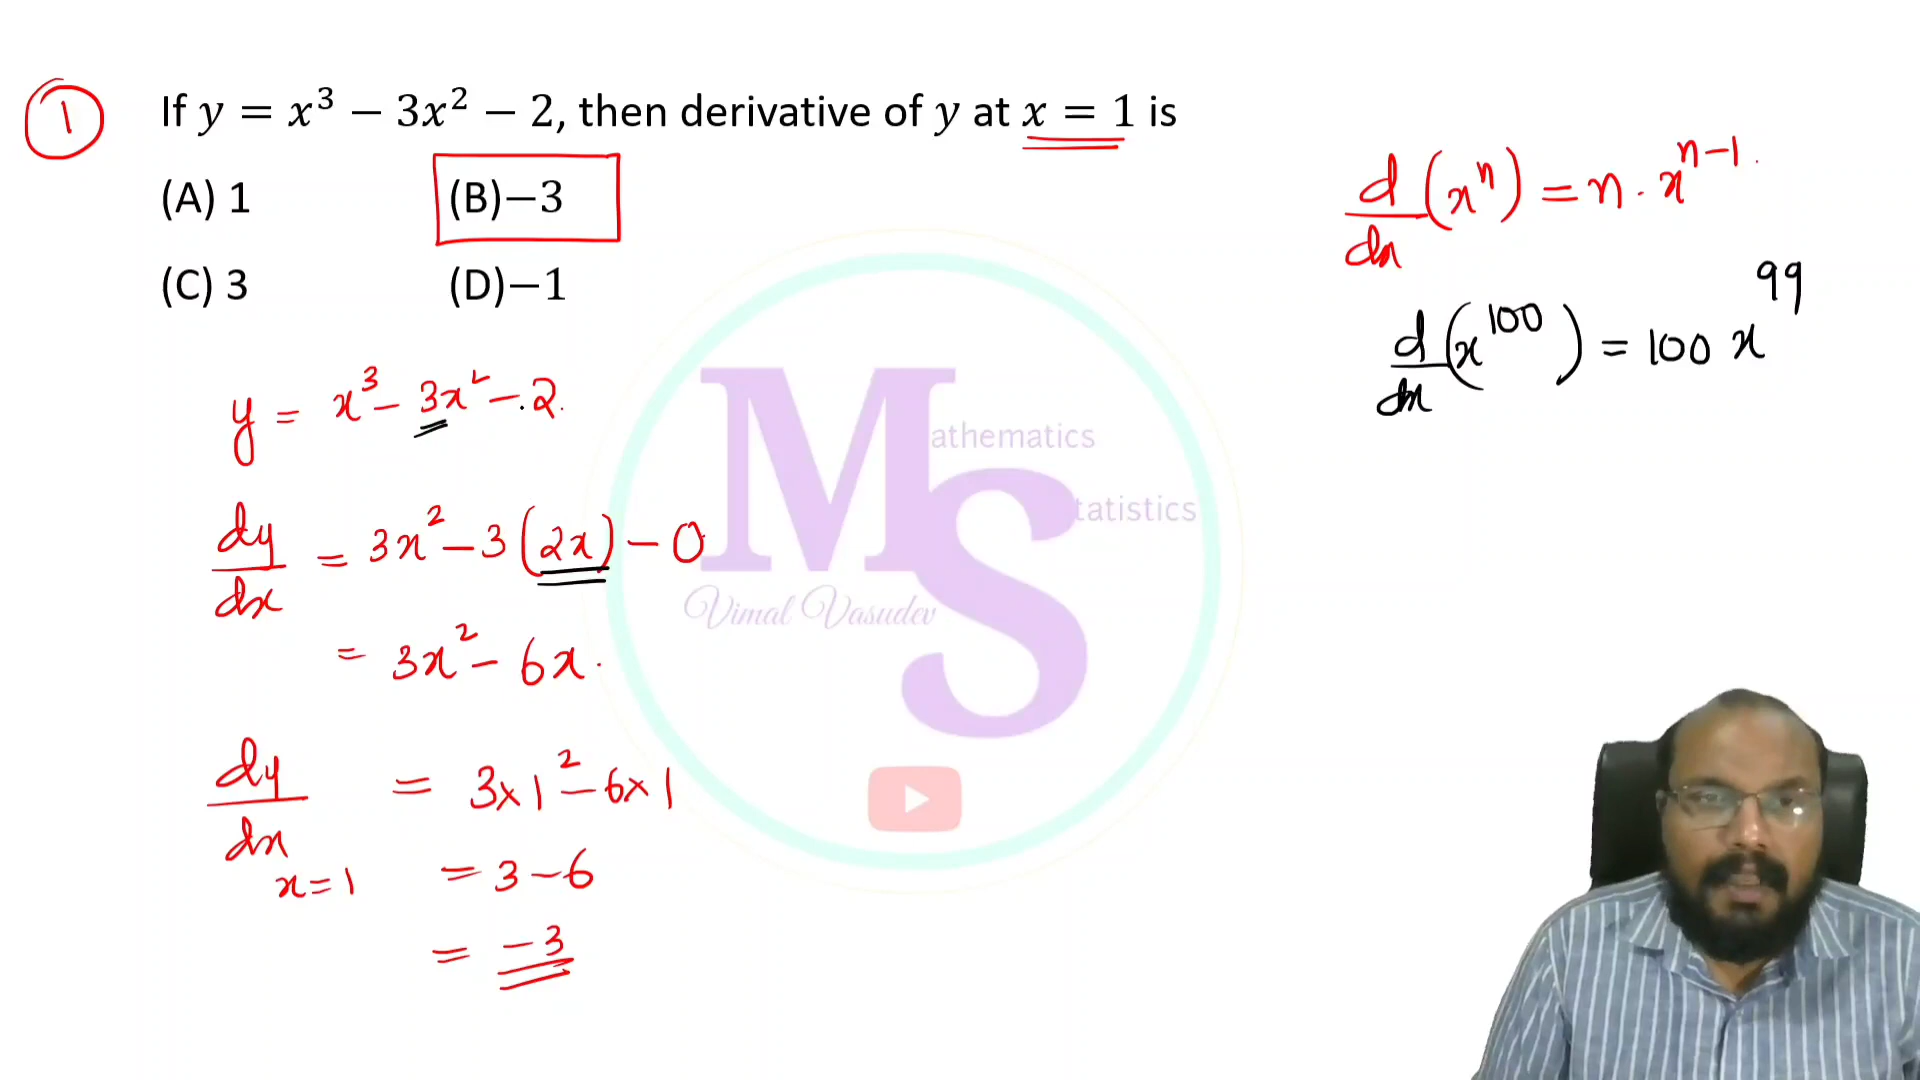 1
If y = x³ − 3x² − 2, then derivative of y at x = 1 is
(A) 1 (B)−3
(C) 3 (D)−1
d/dx (xⁿ) = n · xⁿ⁻¹.
d/dx (x¹⁰⁰) = 100 x⁹⁹
y = x³ − 3x² − 2.
dy/dx = 3x² − 3(2x) − 0
= 3x² − 6x.
dy/dx x=1 = 3×1² − 6×1
= 3 − 6
= −3
Mathematics
Statistics
Vimal Vasudev